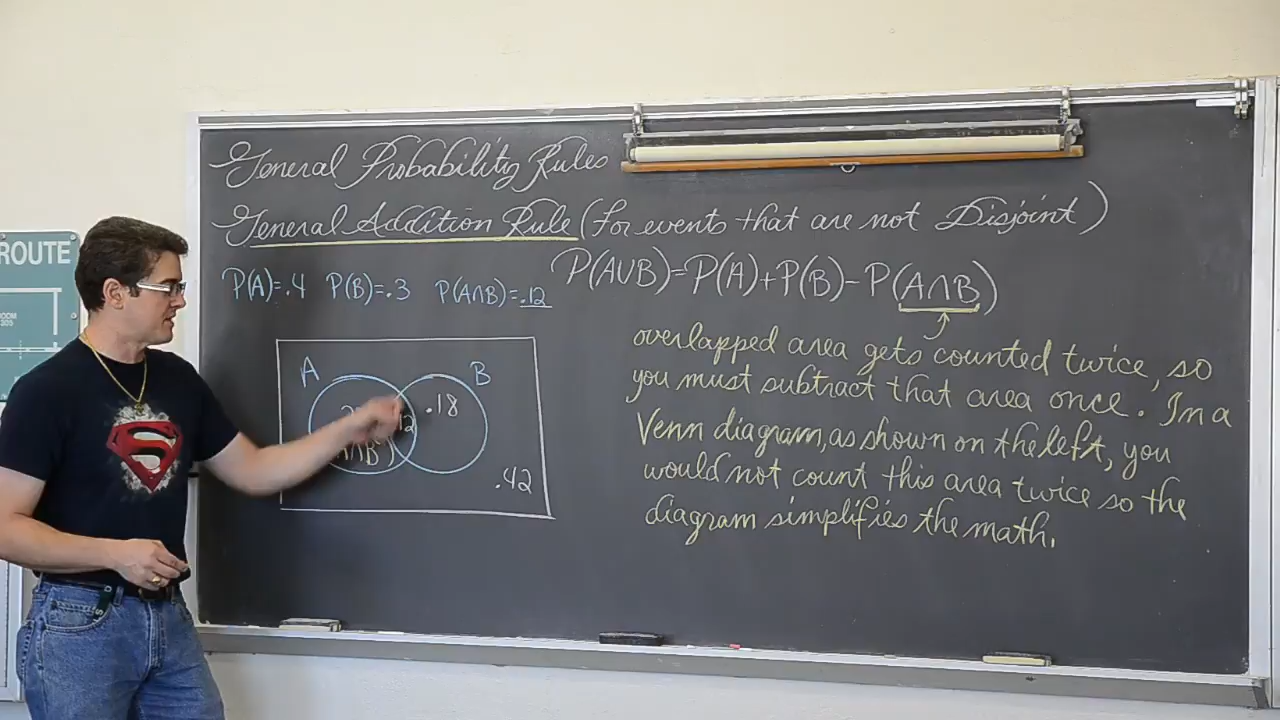 General Probability Rules
General Addition Rule (for events that are not Disjoint)
P(A)=.4 P(B)=.3 P(A∩B)=.12
P(A∪B)=P(A)+P(B)-P(A∩B)
overlapped area gets counted twice, so
you must subtract that area once. In a
Venn diagram, as shown on the left, you
would not count this area twice so the
diagram simplifies the math.
A B
.18
∩B)
.42
ROUTE